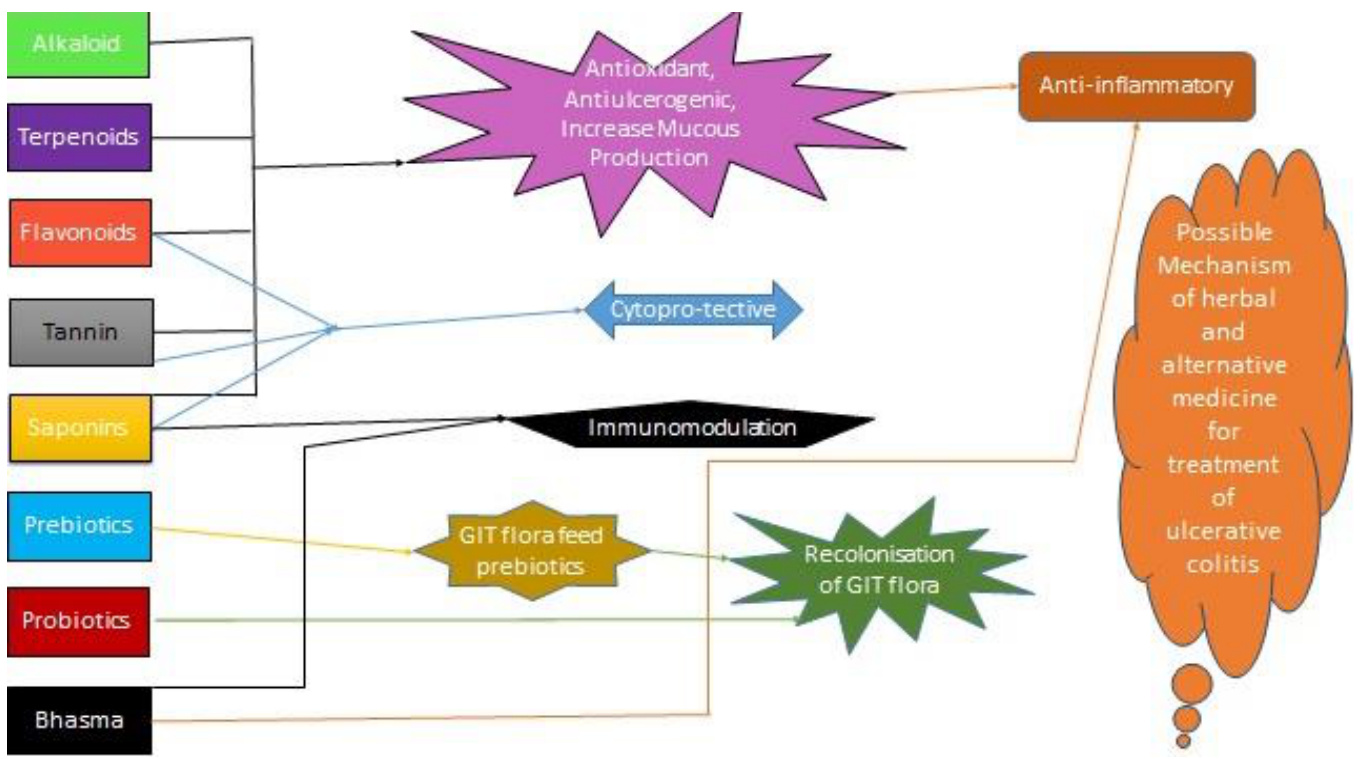 Alkaloid
Terpenoids
Flavonoids
Tannin
Saponins
Prebiotics
Probiotics
Bhasma
Antioxidant,
Antiulcerogenic,
Increase Mucous
Production
Anti-inflammatory
Cytopro-tective
Immunomodulation
GIT flora feed
prebiotics
Recolonisation
of GIT flora
Possible
Mechanism
of herbal
and
alternative
medicine
for
treatment
of
ulcerative
colitis